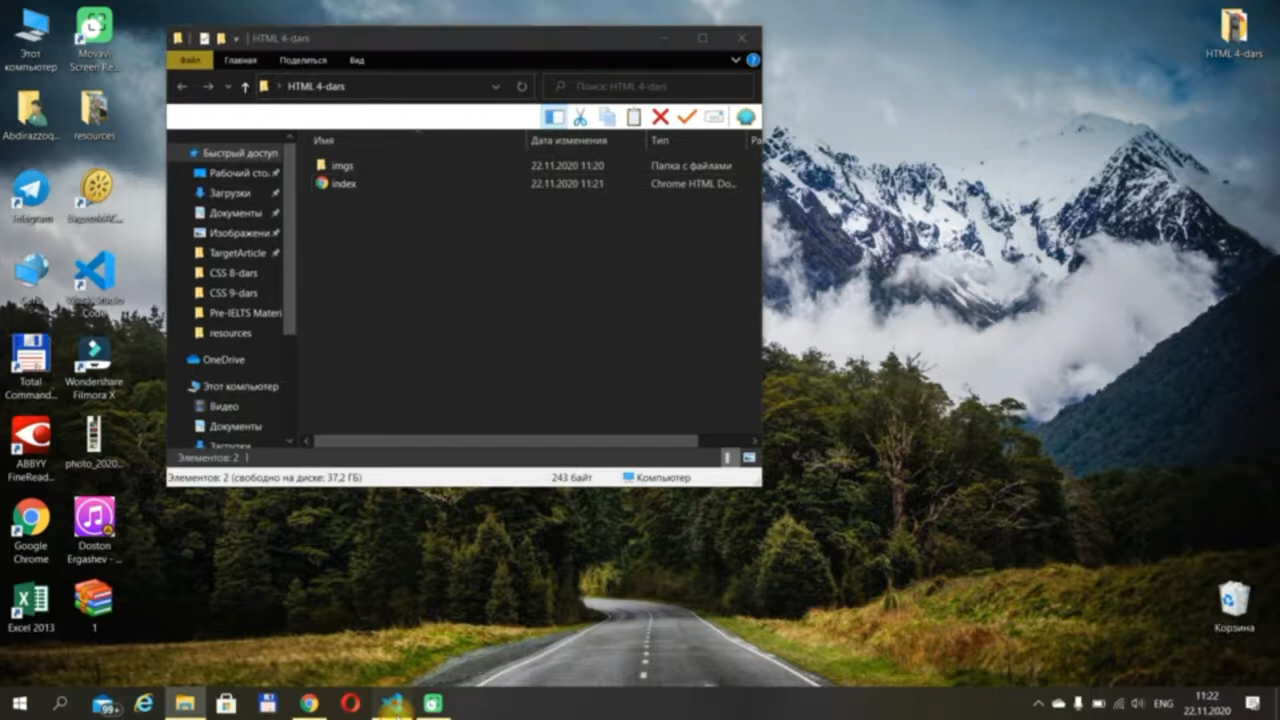 Этот
компьютер
Movavi
Screen Re...
Abdirazzoq...
resources
Telegram
Code
Total
Command...
Wondershare
Filmora X
ABBYY
FineRead...
photo_2020...
Google
Chrome
Doston
Ergashev - ...
Excel 2013
1
HTML 4-dars
Файл
Главная
Поделиться
Вид
HTML 4-dars
Поиск: HTML 4-dars
Имя
Дата изменения
Тип
Ра
imgs
22.11.2020 11:20
Папка с файлами
index
22.11.2020 11:21
Chrome HTML Do...
Быстрый доступ
Рабочий сто
Загрузки
Документы
Изображени
TargetArticle
CSS 8-dars
CSS 9-dars
Pre-IELTS Materi
resources
OneDrive
Этот компьютер
Видео
Документы
Загрузки
Элементов: 2
Элементов: 2 (свободно на диске: 37,2 ГБ)
243 байт
Компьютер
HTML 4-dars
Корзина
99+
ENG
11:22
22.11.2020